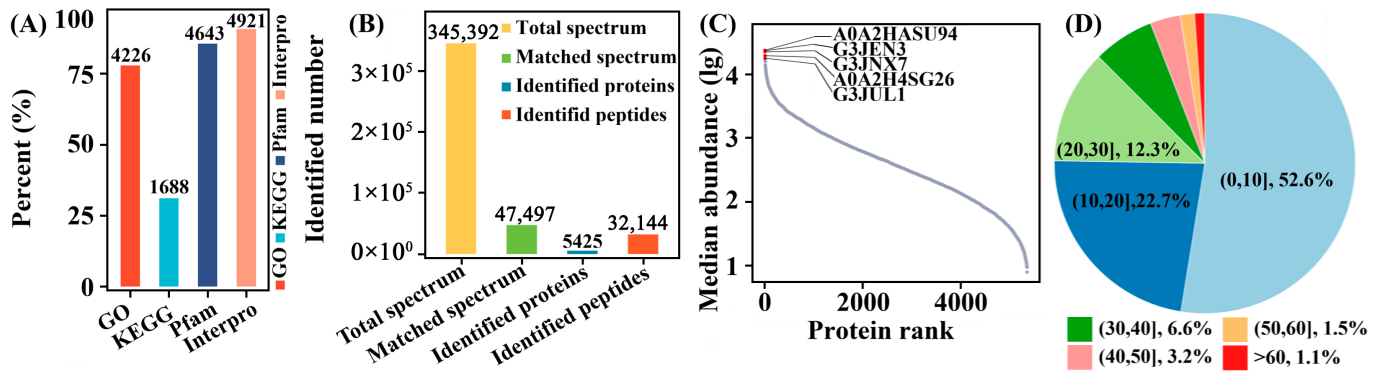 (A)
Percent (%)
100
75
50
25
0
4226
1688
4643
4921
GO
KEGG
Pfam
Interpro
GO KEGG Pfam Interpro
(B)
Identified number
3×10⁵
2×10⁵
1×10⁵
0×10⁰
345,392
47,497
5425
32,144
Total spectrum
Matched spectrum
Identified proteins
Identifid peptides
Total spectrum
Matched spectrum
Identified proteins
Identified peptides
(C)
Median abundance (lg)
4
3
2
1
A0A2HASU94
G3JEN3
G3JNX7
A0A2H4SG26
G3JUL1
0
2000
4000
Protein rank
(D)
(20,30], 12.3%
(0,10], 52.6%
(10,20],22.7%
(30,40], 6.6%
(50,60], 1.5%
(40,50], 3.2%
>60, 1.1%